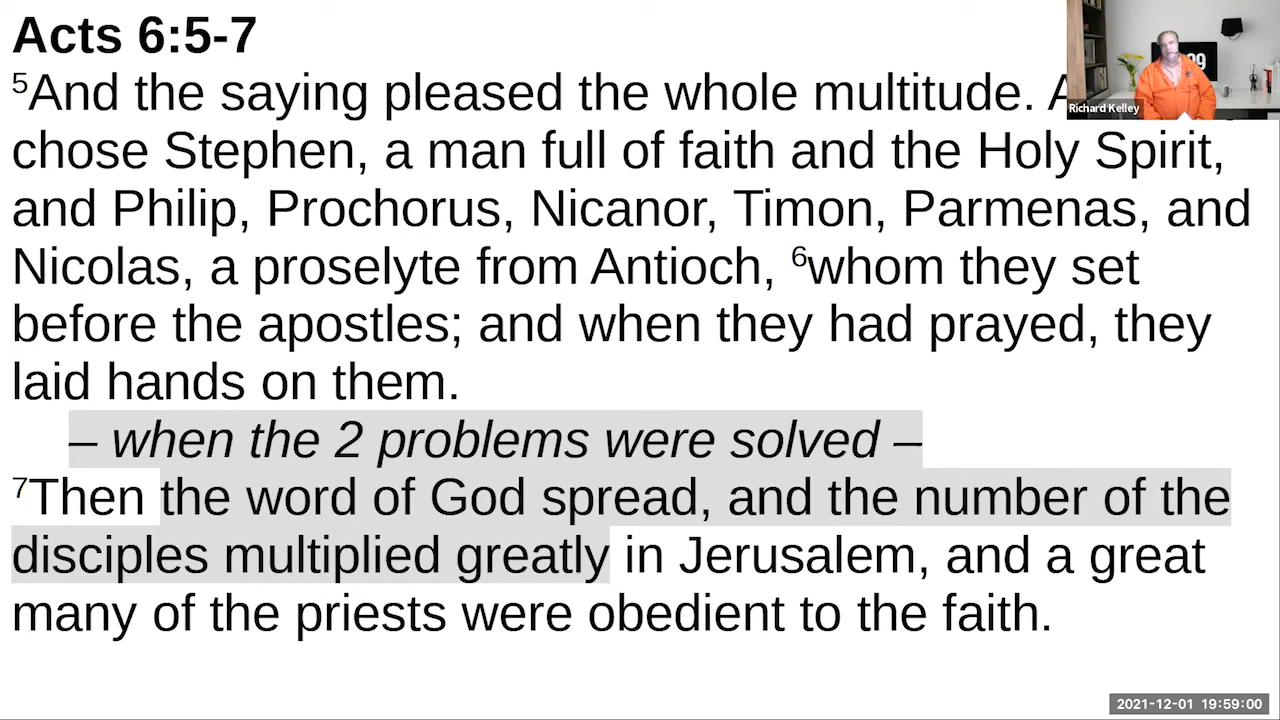 Acts 6:5-7
⁵And the saying pleased the whole multitude.
chose Stephen, a man full of faith and the Holy Spirit,
and Philip, Prochorus, Nicanor, Timon, Parmenas, and
Nicolas, a proselyte from Antioch, ⁶whom they set
before the apostles; and when they had prayed, they
laid hands on them.
– when the 2 problems were solved –
⁷Then the word of God spread, and the number of the
disciples multiplied greatly in Jerusalem, and a great
many of the priests were obedient to the faith.
Richard Kelley
2021-12-01 19:59:00